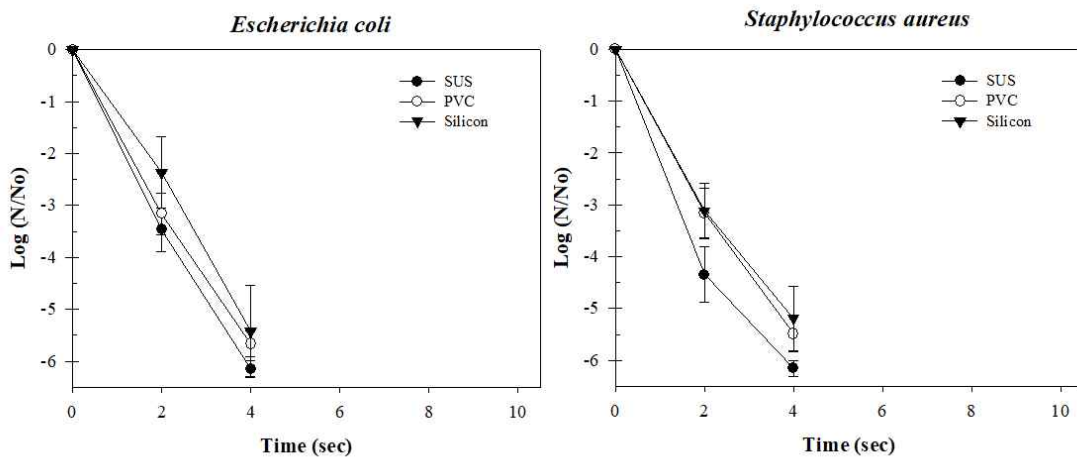 Escherichia coli
0
-1
-2
-3
-4
-5
-6
Log (N/No)
SUS
PVC
Silicon
0 2 4 6 8 10
Time (sec)
Staphylococcus aureus
0
-1
-2
-3
-4
-5
-6
Log (N/No)
SUS
PVC
Silicon
0 2 4 6 8 10
Time (sec)